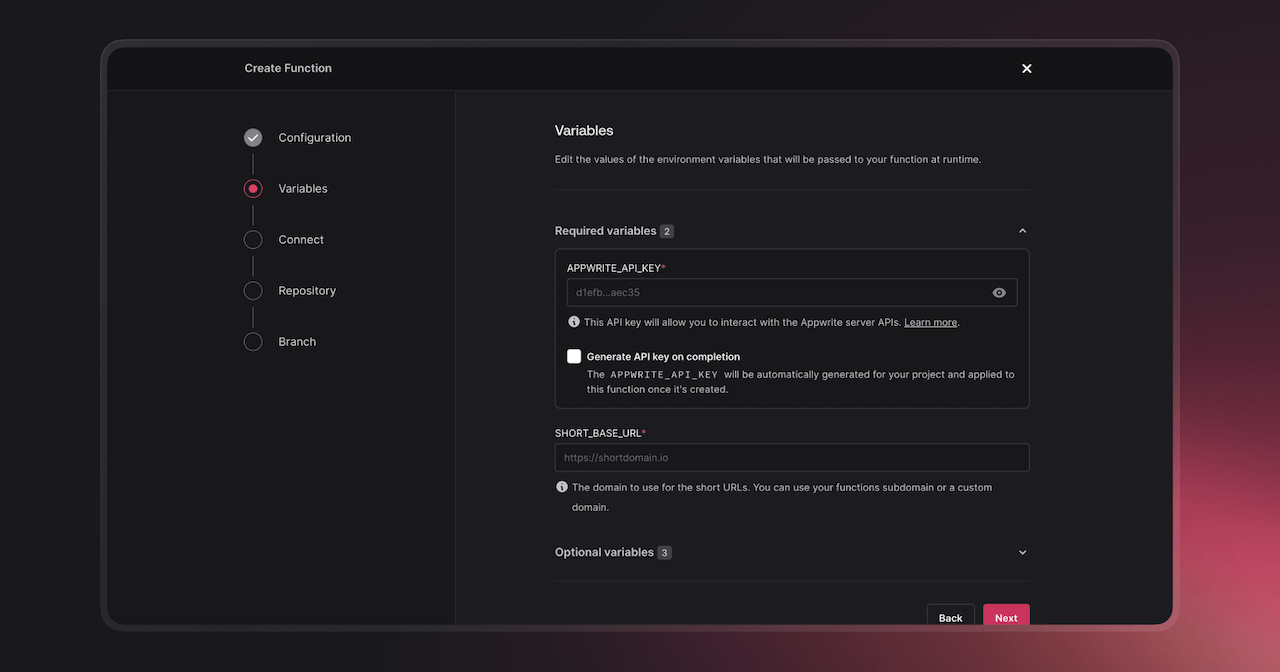 Create Function
Configuration
Variables
Connect
Repository
Branch
Variables
Edit the values of the environment variables that will be passed to your function at runtime.
Required variables 2
APPWRITE_API_KEY*
d1efb...aec35
This API key will allow you to interact with the Appwrite server APIs. Learn more.
Generate API key on completion
The APPWRITE_API_KEY will be automatically generated for your project and applied to
this function once it's created.
SHORT_BASE_URL*
https://shortdomain.io
The domain to use for the short URLs. You can use your functions subdomain or a custom
domain.
Optional variables 3
Back Next